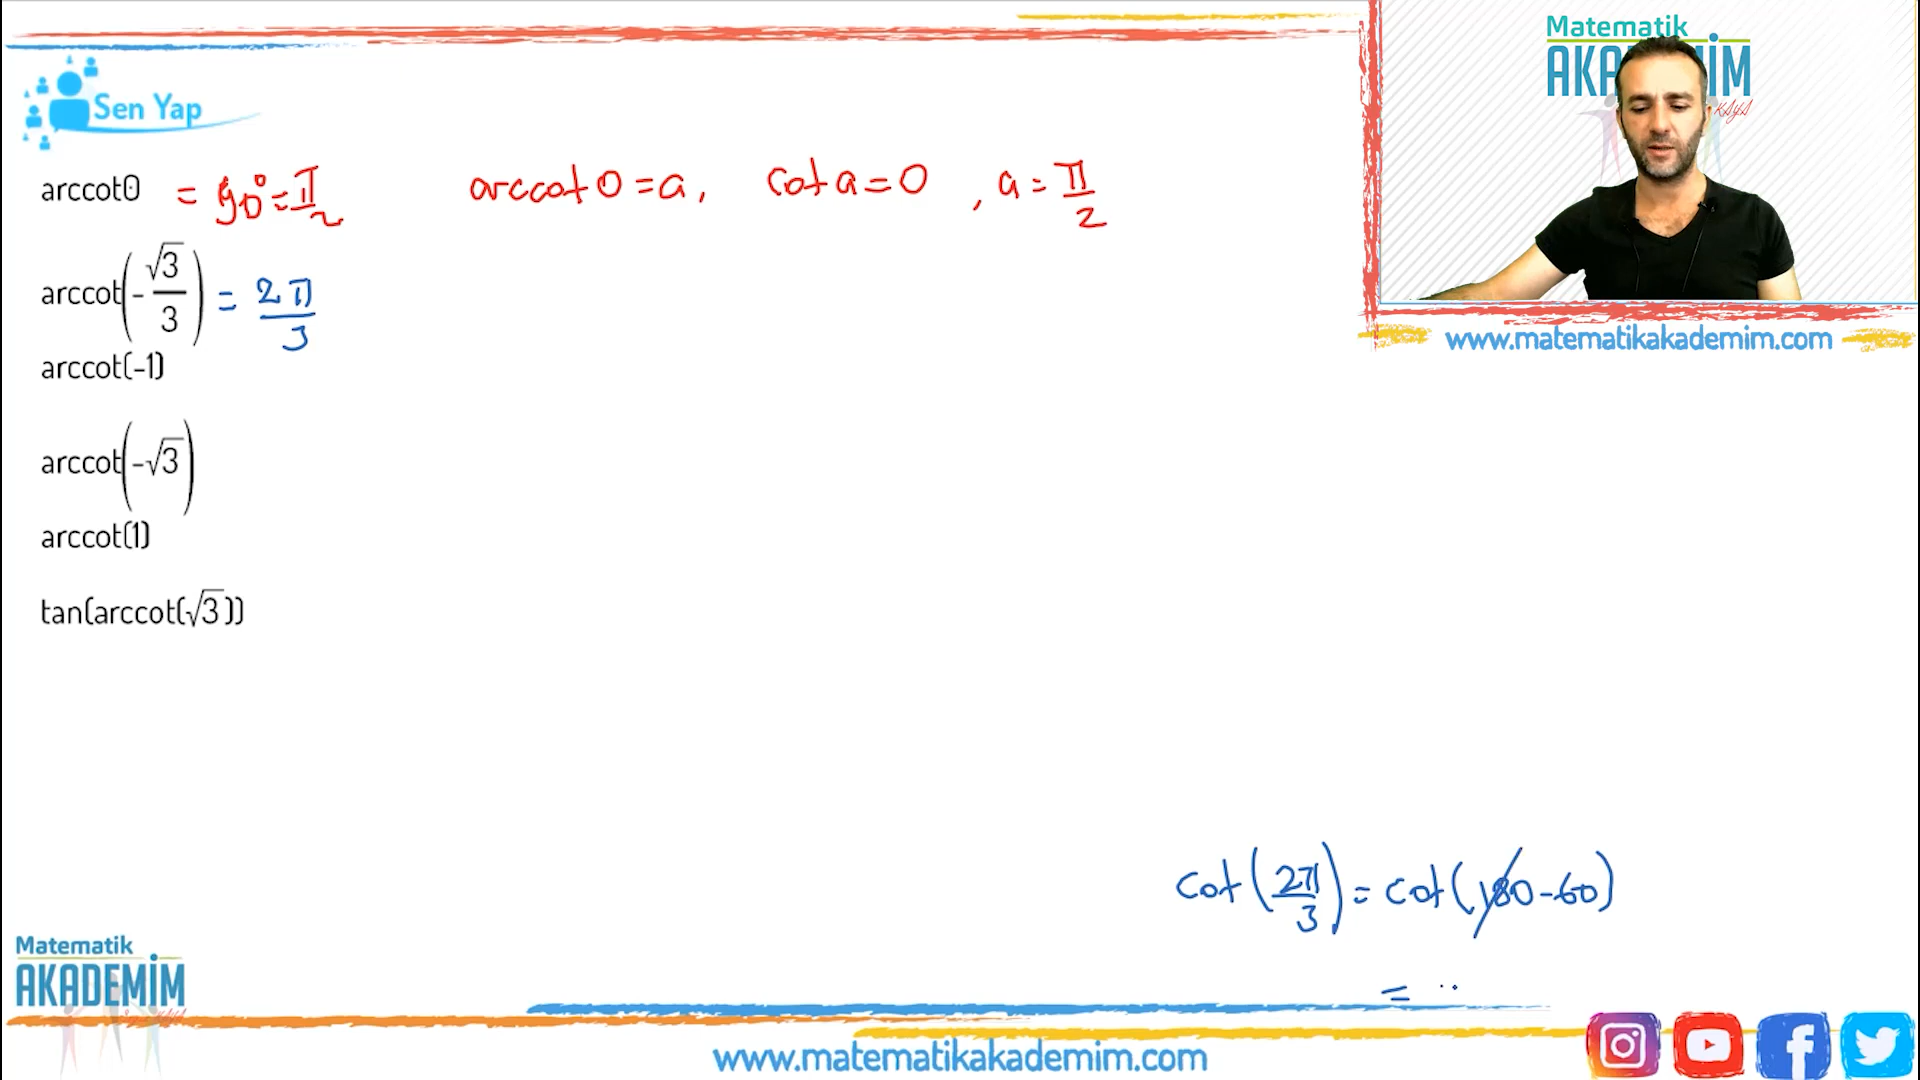 Matematik
AKADEMİM
Sen Yap
arccot0 = 90° = π/2   arccot 0 = a,   cot a = 0   , a = π/2
arccot(-√3/3) = 2π/3
www.matematikakademim.com
arccot(-1)
arccot(-√3)
arccot(1)
tan(arccot(√3))
cot(2π/3) = cot(180-60)
=
Matematik
AKADEMİM
www.matematikakademim.com